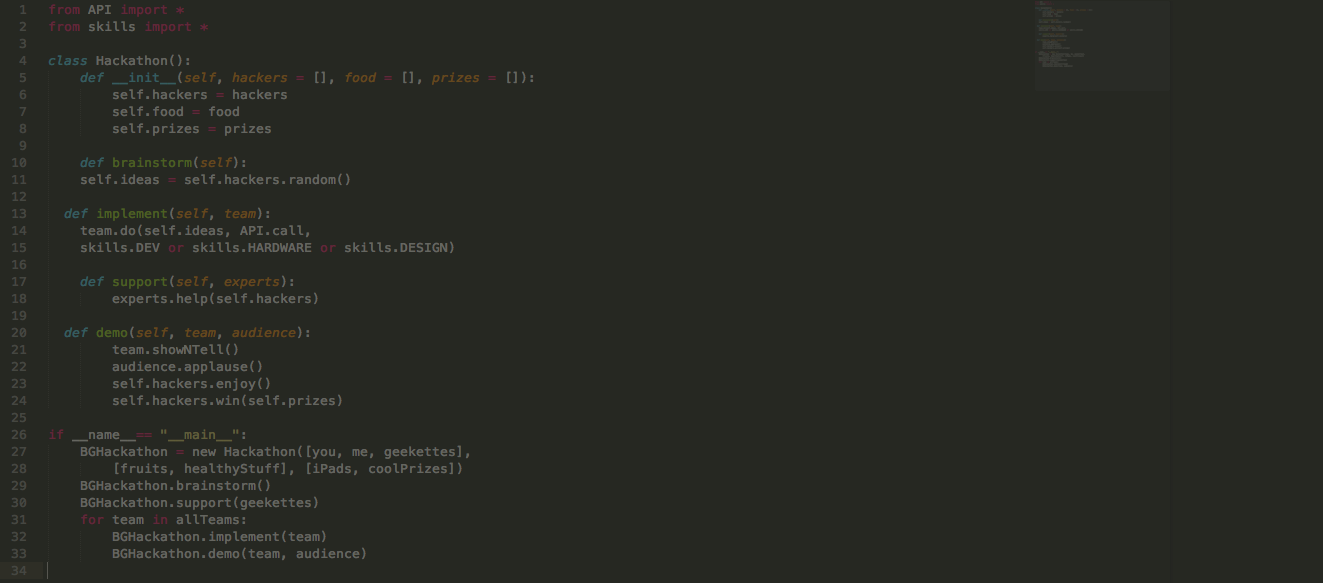 1 from API import *
2 from skills import *
3
4 class Hackathon():
5     def __init__(self, hackers = [], food = [], prizes = []):
6         self.hackers = hackers
7         self.food = food
8         self.prizes = prizes
9
10     def brainstorm(self):
11     self.ideas = self.hackers.random()
12
13   def implement(self, team):
14     team.do(self.ideas, API.call,
15     skills.DEV or skills.HARDWARE or skills.DESIGN)
16
17     def support(self, experts):
18         experts.help(self.hackers)
19
20   def demo(self, team, audience):
21         team.showNTell()
22         audience.applause()
23         self.hackers.enjoy()
24         self.hackers.win(self.prizes)
25
26 if __name__== "__main__":
27     BGHackathon = new Hackathon([you, me, geekettes],
28         [fruits, healthyStuff], [iPads, coolPrizes])
29     BGHackathon.brainstorm()
30     BGHackathon.support(geekettes)
31     for team in allTeams:
32         BGHackathon.implement(team)
33         BGHackathon.demo(team, audience)
34